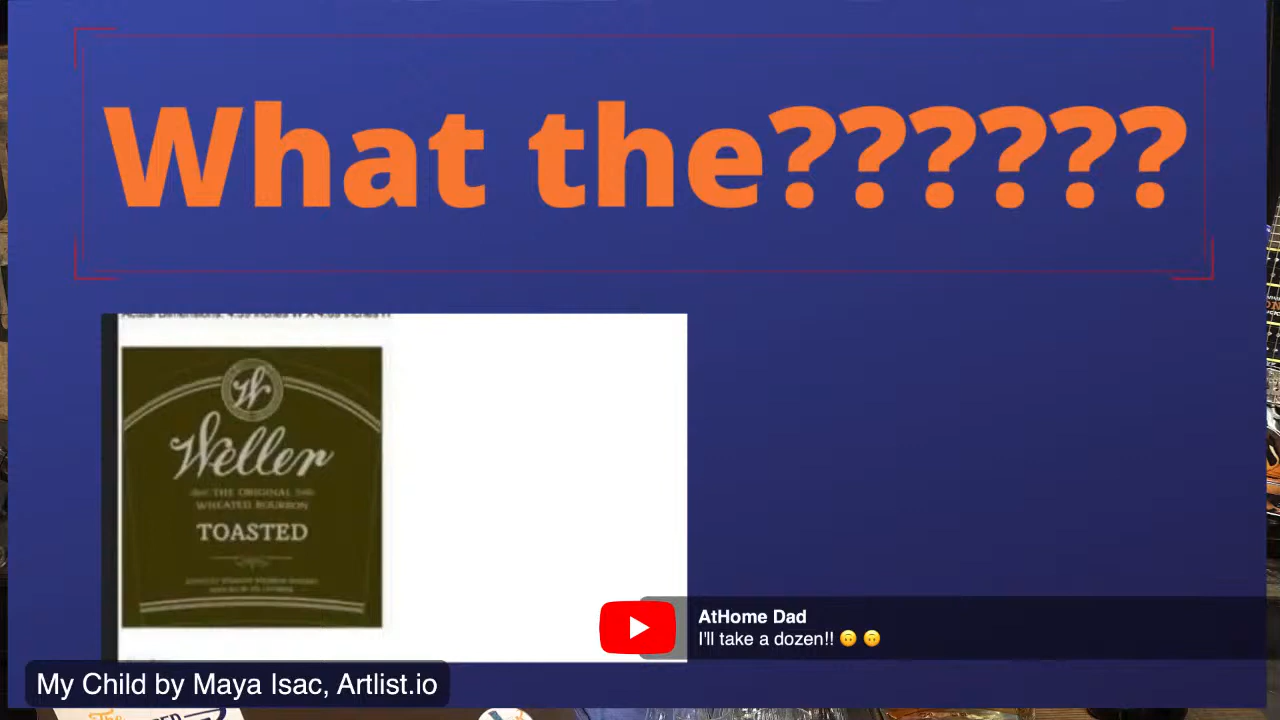 What the??????
W
Weller
THE ORIGINAL
WHEATED BOURBON
TOASTED
AtHome Dad
I'll take a dozen!! 🙃 🙃
My Child by Maya Isac, Artlist.io
The